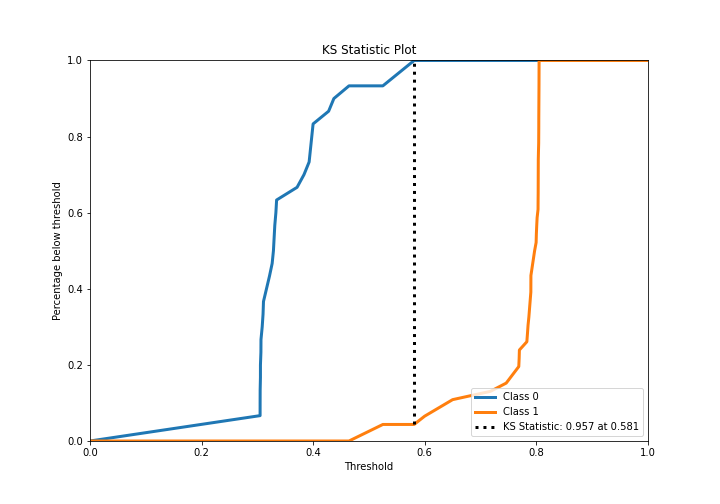 KS Statistic Plot
1.0
0.8
0.6
0.4
0.2
0.0
Percentage below threshold
0.0 0.2 0.4 0.6 0.8 1.0
Threshold
Class 0
Class 1
KS Statistic: 0.957 at 0.581